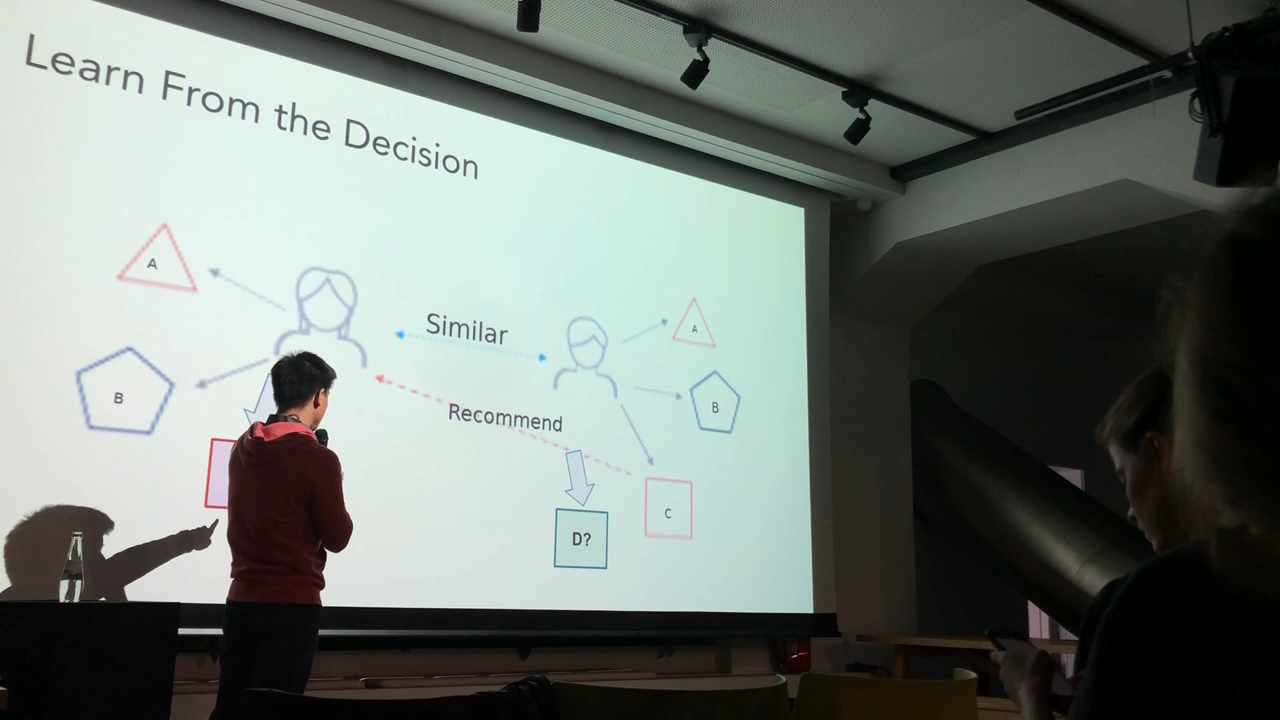 Learn From the Decision
A
Similar
A
B
B
Recommend
C
D?